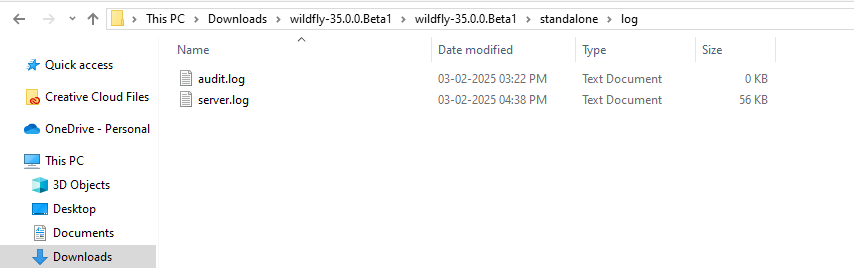 This PC > Downloads > wildfly-35.0.0.Beta1 > wildfly-35.0.0.Beta1 > standalone > log
Name Date modified Type Size
Quick access
Creative Cloud Files
OneDrive - Personal
This PC
3D Objects
Desktop
Documents
Downloads
audit.log 03-02-2025 03:22 PM Text Document 0 KB
server.log 03-02-2025 04:38 PM Text Document 56 KB